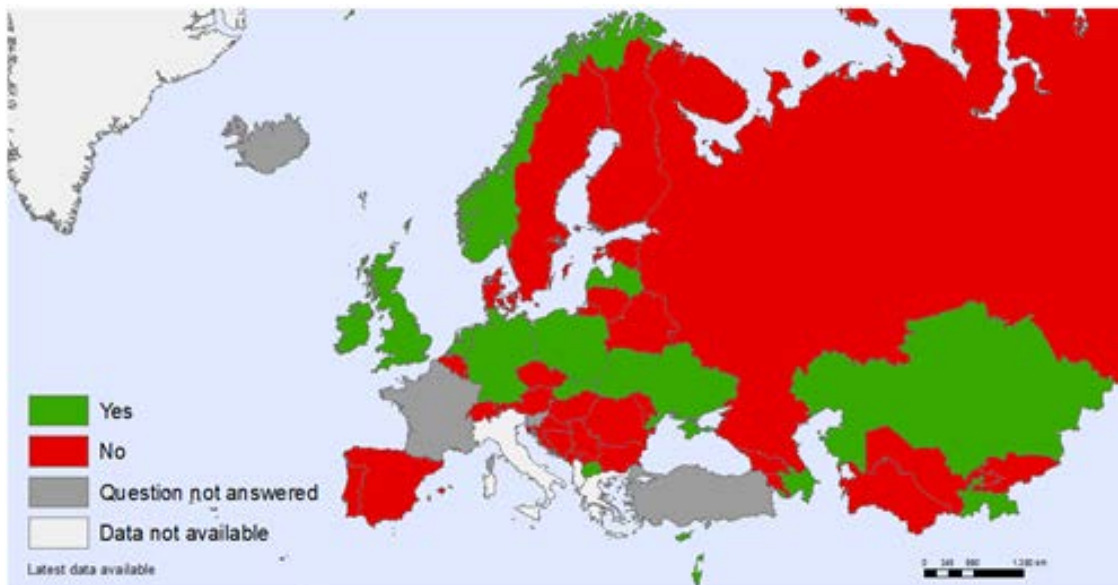 Yes
No
Question not answered
Data not available
Latest data available